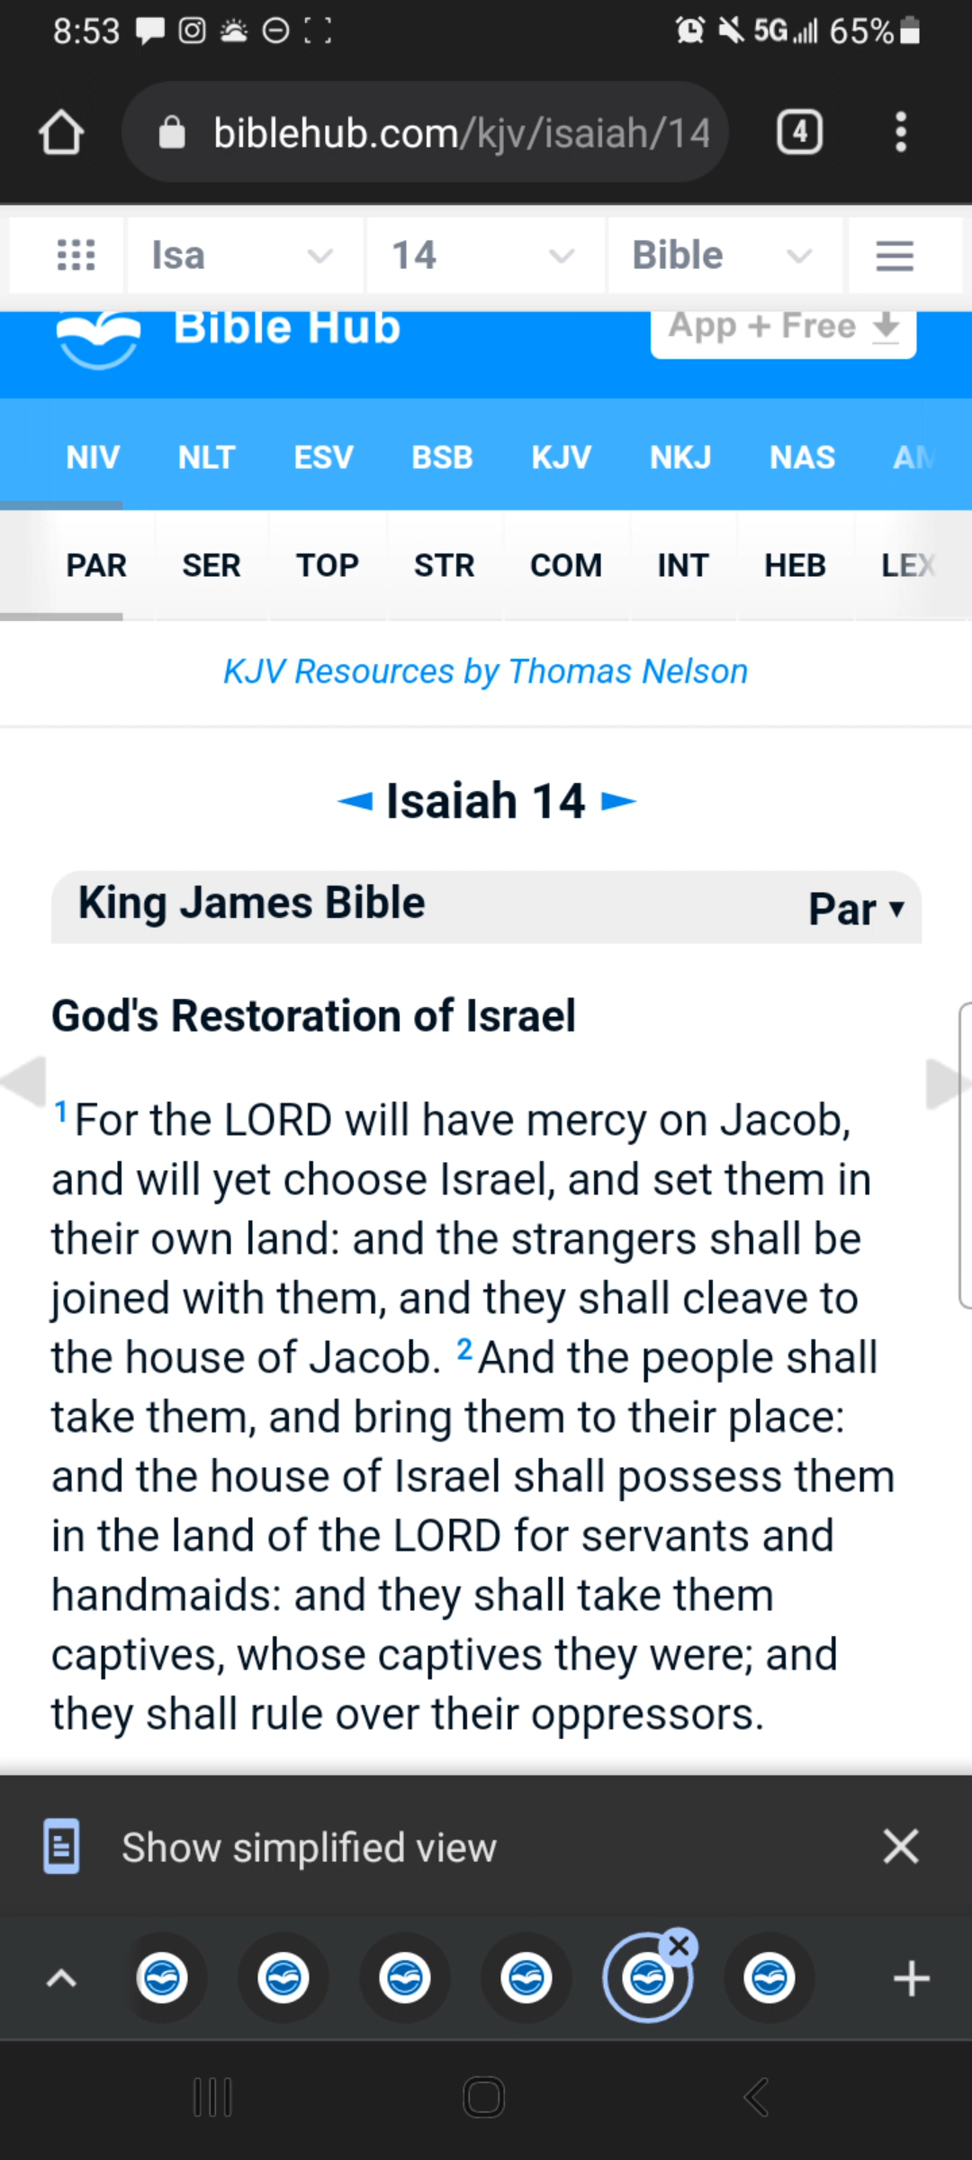 8:53 5G 65%
biblehub.com/kjv/isaiah/14 4
Isa 14 Bible
Bible Hub App + Free
NIV NLT ESV BSB KJV NKJ NAS AM
PAR SER TOP STR COM INT HEB LEX
KJV Resources by Thomas Nelson
◄ Isaiah 14 ►
King James Bible Par ▾
God's Restoration of Israel
1 For the LORD will have mercy on Jacob,
and will yet choose Israel, and set them in
their own land: and the strangers shall be
joined with them, and they shall cleave to
the house of Jacob. 2 And the people shall
take them, and bring them to their place:
and the house of Israel shall possess them
in the land of the LORD for servants and
handmaids: and they shall take them
captives, whose captives they were; and
they shall rule over their oppressors.
Show simplified view